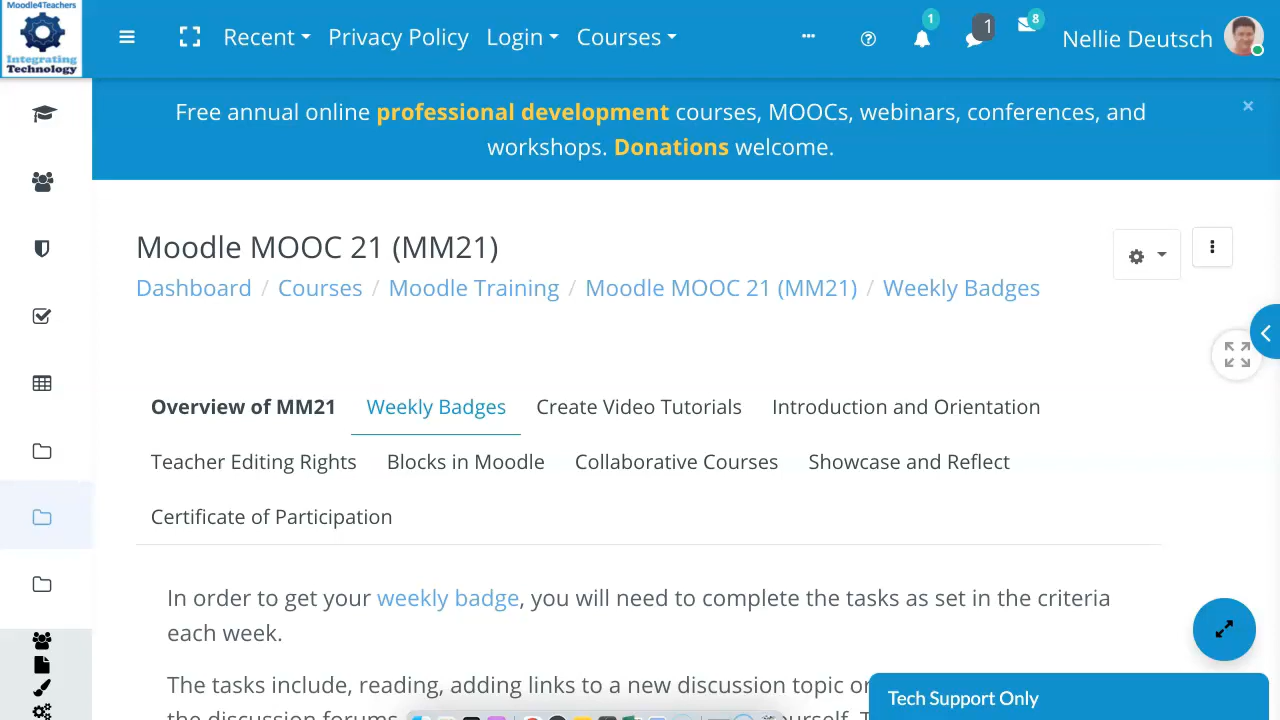 Moodle4Teachers
Integrating
Technology
Recent Privacy Policy Login Courses
1
1
8
Nellie Deutsch
Free annual online professional development courses, MOOCs, webinars, conferences, and
workshops. Donations welcome.
×
Moodle MOOC 21 (MM21)
Dashboard / Courses / Moodle Training / Moodle MOOC 21 (MM21) / Weekly Badges
Overview of MM21 Weekly Badges Create Video Tutorials Introduction and Orientation
Teacher Editing Rights Blocks in Moodle Collaborative Courses Showcase and Reflect
Certificate of Participation
In order to get your weekly badge, you will need to complete the tasks as set in the criteria
each week.
The tasks include, reading, adding links to a new discussion topic or
the discussion forums
Tech Support Only